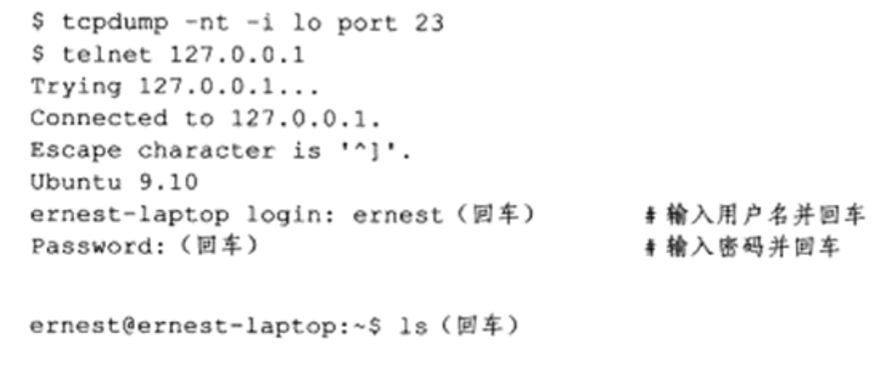 $ tcpdump -nt -i lo port 23
$ telnet 127.0.0.1
Trying 127.0.0.1...
Connected to 127.0.0.1.
Escape character is '^]'.
Ubuntu 9.10
ernest-laptop login: ernest（回车） # 输入用户名并回车
Password:（回车） # 输入密码并回车
ernest@ernest-laptop:~$ ls（回车）